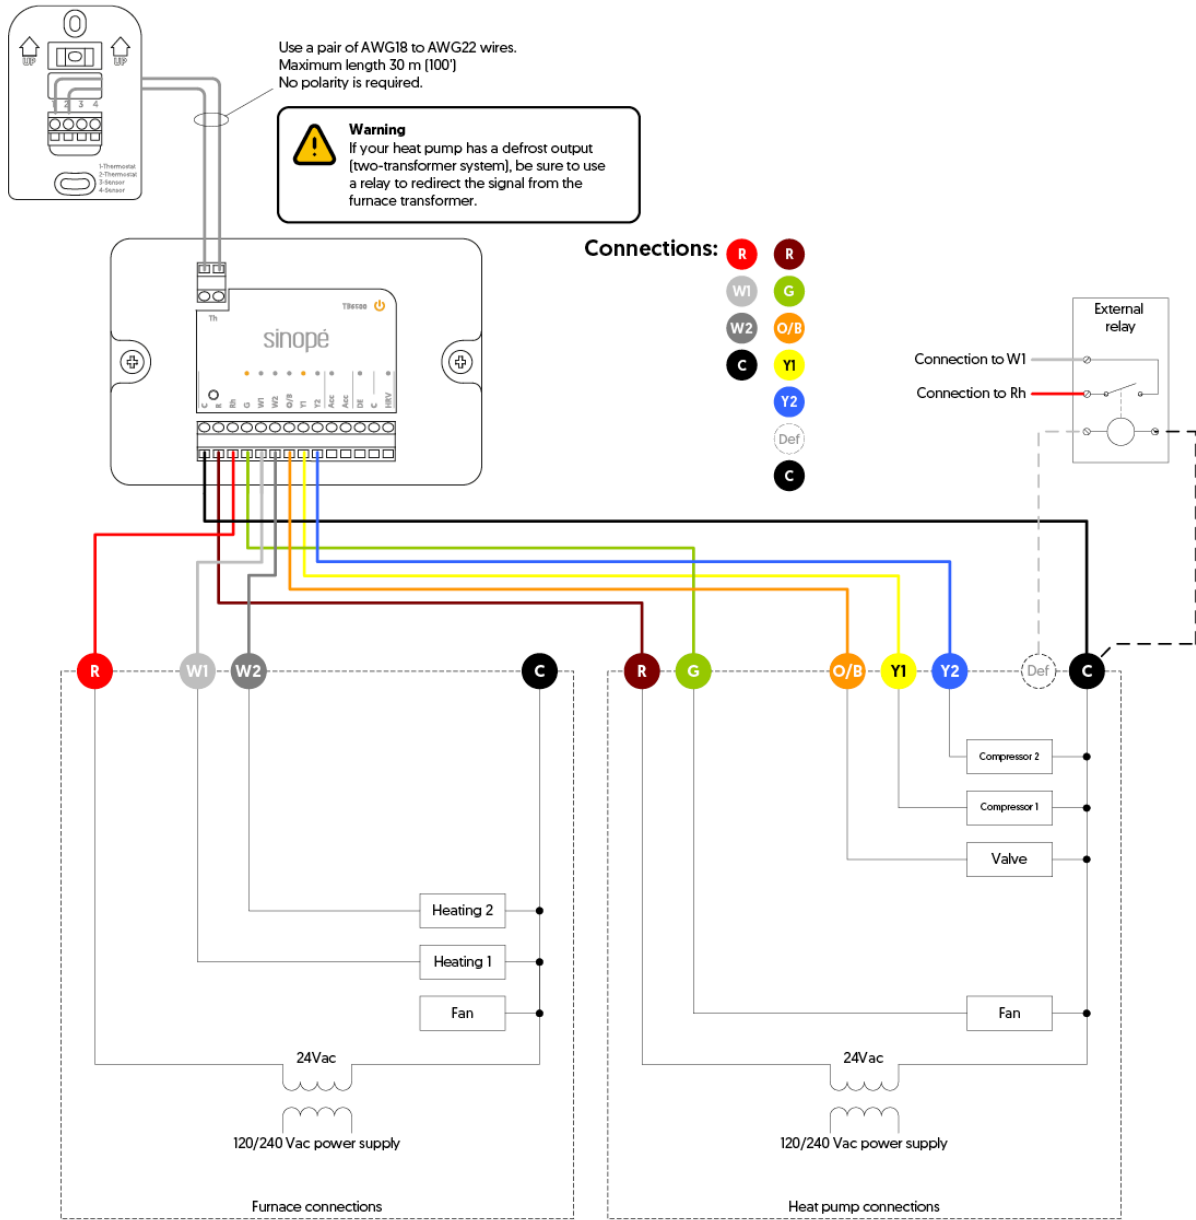 UP
UP
1 2 3 4
1-Thermostat
2-Thermostat
3-Sensor
4-Sensor
Use a pair of AWG18 to AWG22 wires.
Maximum length 30 m (100')
No polarity is required.
Warning
If your heat pump has a defrost output
(two-transformer system), be sure to use
a relay to redirect the signal from the
furnace transformer.
Connections:
R R
W1 G
W2 O/B
C Y1
Y2
Def
C
External
relay
Connection to W1
Connection to Rh
Th
sinopé
C R Rh G W1 W2 O/B Y1 Y2 Acc Acc DE C HRV
R W1 W2 C R G O/B Y1 Y2 Def C
Compressor 2
Compressor 1
Valve
Heating 2
Heating 1
Fan
Fan
24Vac
24Vac
120/240 Vac power supply
120/240 Vac power supply
Furnace connections
Heat pump connections